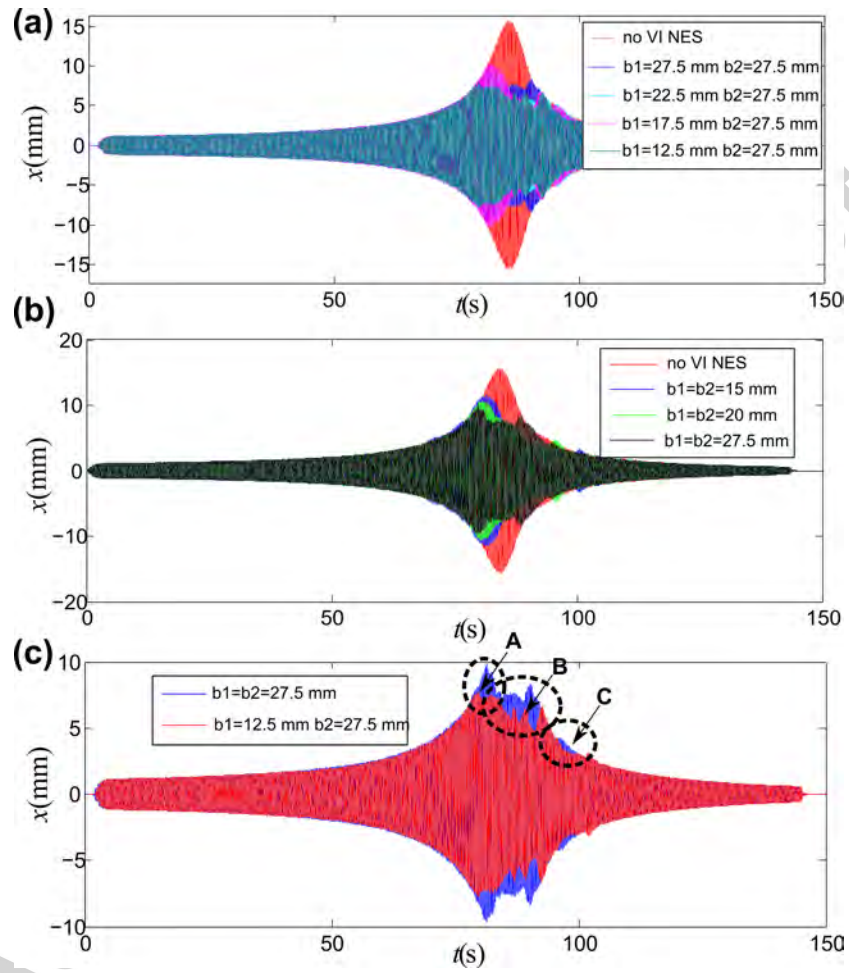 (a)
15
10
5
0
−5
−10
−15
x(mm)
no VI NES
b1=27.5 mm b2=27.5 mm
b1=22.5 mm b2=27.5 mm
b1=17.5 mm b2=27.5 mm
b1=12.5 mm b2=27.5 mm
0
50
100
150
t(s)
(b)
20
10
0
−10
−20
x(mm)
no VI NES
b1=b2=15 mm
b1=b2=20 mm
b1=b2=27.5 mm
0
50
100
150
t(s)
(c)
10
5
0
−5
−10
x(mm)
b1=b2=27.5 mm
b1=12.5 mm b2=27.5 mm
A
B
C
0
50
100
150
t(s)